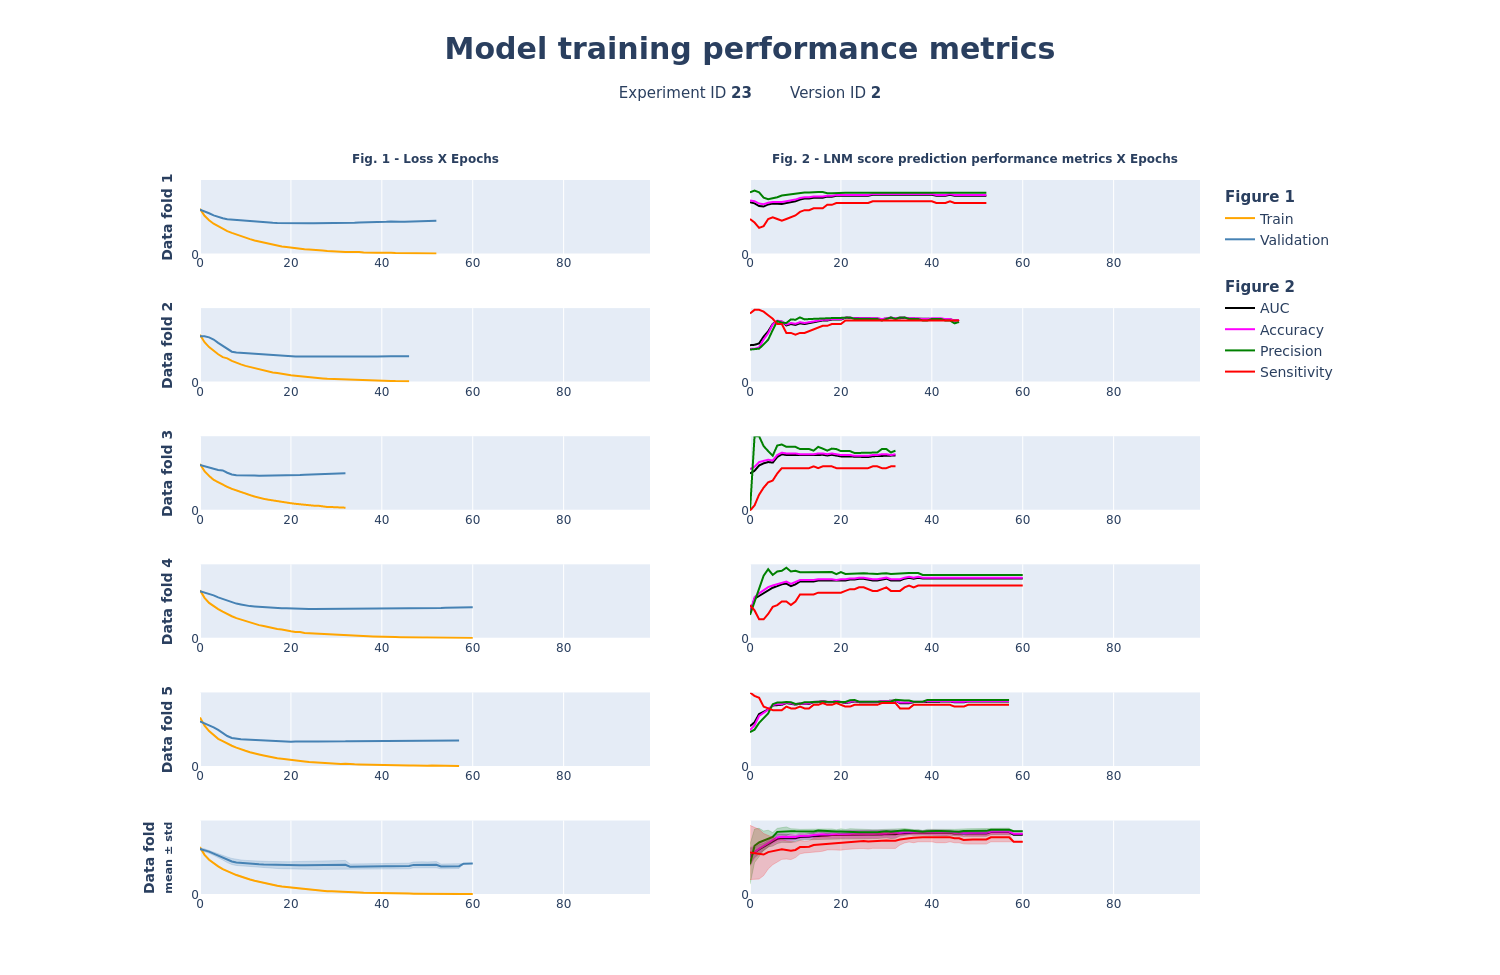 Model training performance metrics
Experiment ID 23 Version ID 2
Fig. 1 - Loss X Epochs
Fig. 2 - LNM score prediction performance metrics X Epochs
Data fold 1
0
0 20 40 60 80
0
0 20 40 60 80
Figure 1
Train
Validation
Figure 2
AUC
Accuracy
Precision
Sensitivity
Data fold 2
0
0 20 40 60 80
0
0 20 40 60 80
Data fold 3
0
0 20 40 60 80
0
0 20 40 60 80
Data fold 4
0
0 20 40 60 80
0
0 20 40 60 80
Data fold 5
0
0 20 40 60 80
0
0 20 40 60 80
Data fold
mean ± std
0
0 20 40 60 80
0
0 20 40 60 80